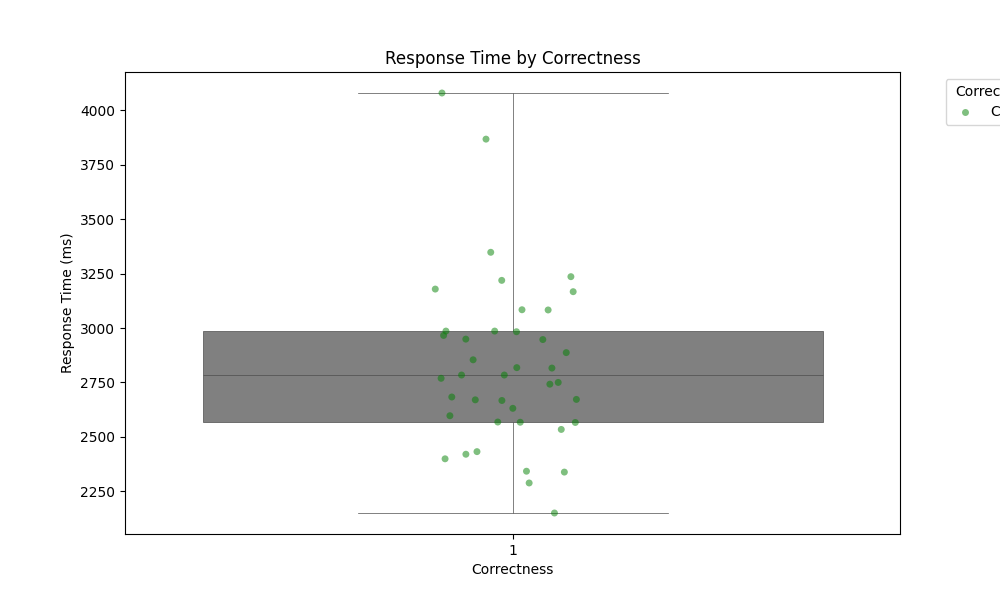 Response Time by Correctness
Correc
C
4000
3750
3500
3250
3000
2750
2500
2250
Response Time (ms)
1
Correctness